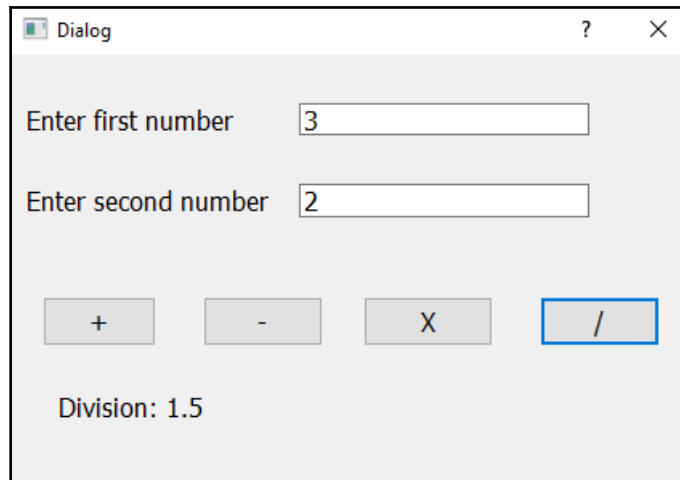 Dialog ? ×
Enter first number 3
Enter second number 2
+ - X /
Division: 1.5